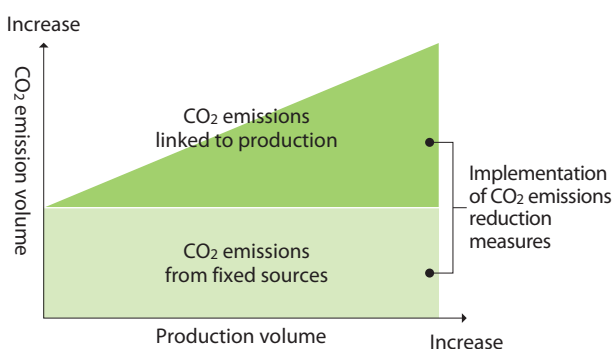 Increase
CO₂ emission volume
CO₂ emissions
linked to production
Implementation
of CO₂ emissions
reduction
measures
CO₂ emissions
from fixed sources
Production volume
Increase